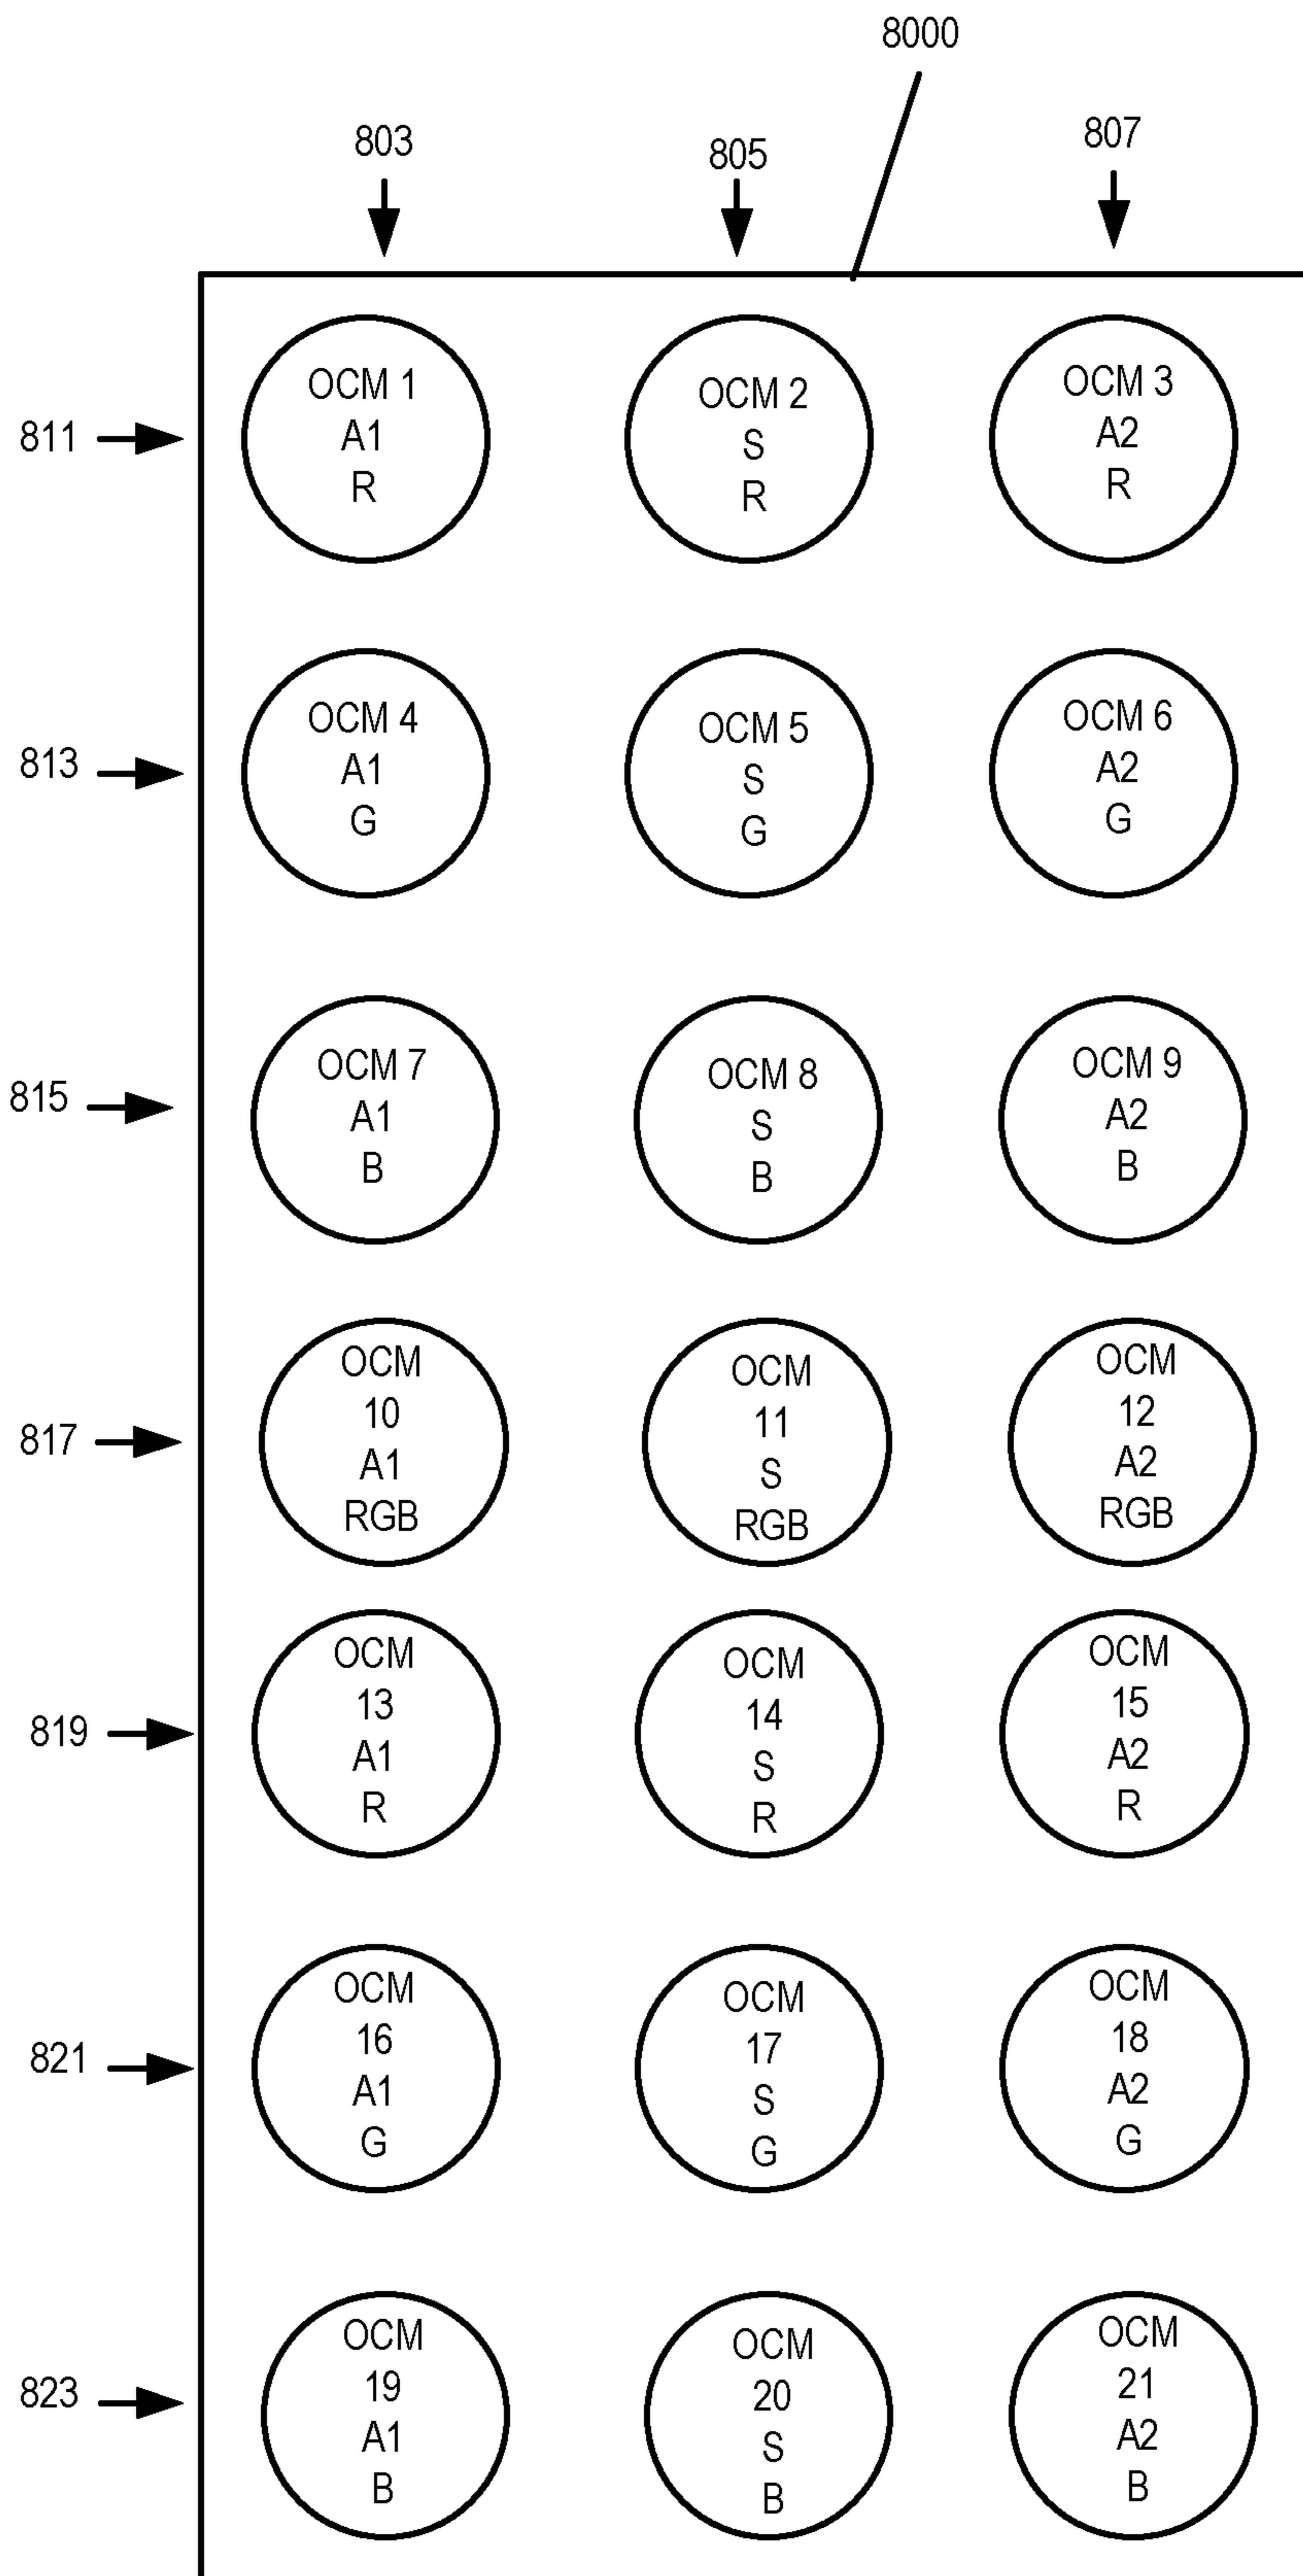 8000
803
805
807
811
OCM 1
A1
R
OCM 2
S
R
OCM 3
A2
R
813
OCM 4
A1
G
OCM 5
S
G
OCM 6
A2
G
815
OCM 7
A1
B
OCM 8
S
B
OCM 9
A2
B
817
OCM
10
A1
RGB
OCM
11
S
RGB
OCM
12
A2
RGB
819
OCM
13
A1
R
OCM
14
S
R
OCM
15
A2
R
821
OCM
16
A1
G
OCM
17
S
G
OCM
18
A2
G
823
OCM
19
A1
B
OCM
20
S
B
OCM
21
A2
B